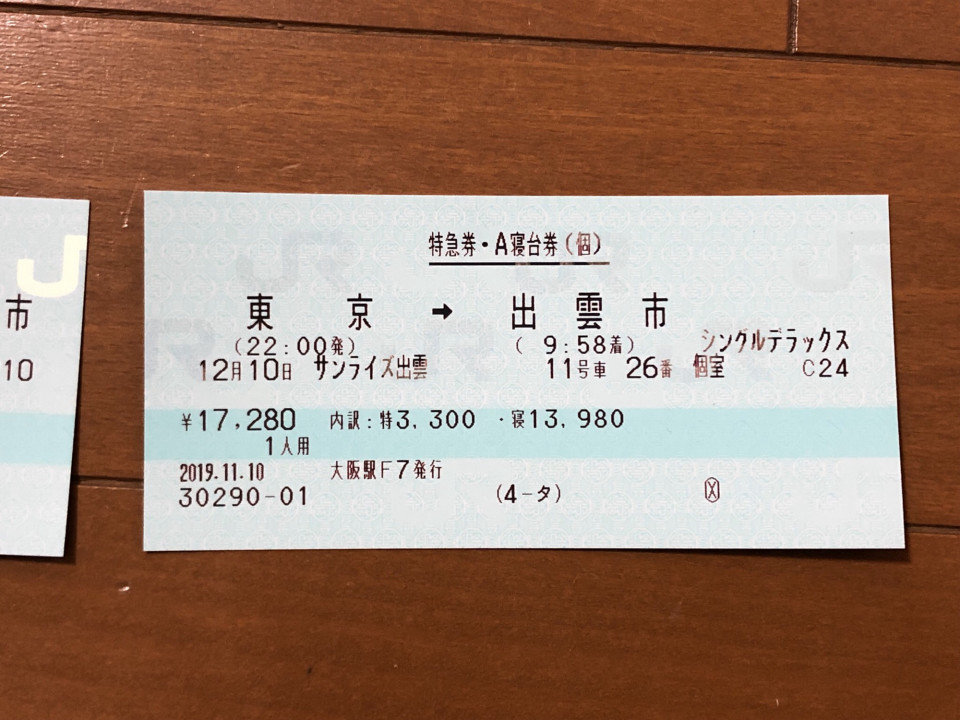 市
10
特急券・A寝台券(個)
東 京 → 出 雲 市
(22:00発) ( 9:58着) シングルデラックス
12月10日 サンライズ出雲 11号車 26番 個室 C24
¥17,280 内訳:特3,300 ・寝13,980
1人用
2019.11.10 大阪駅F7発行
30290-01 (4-タ) X